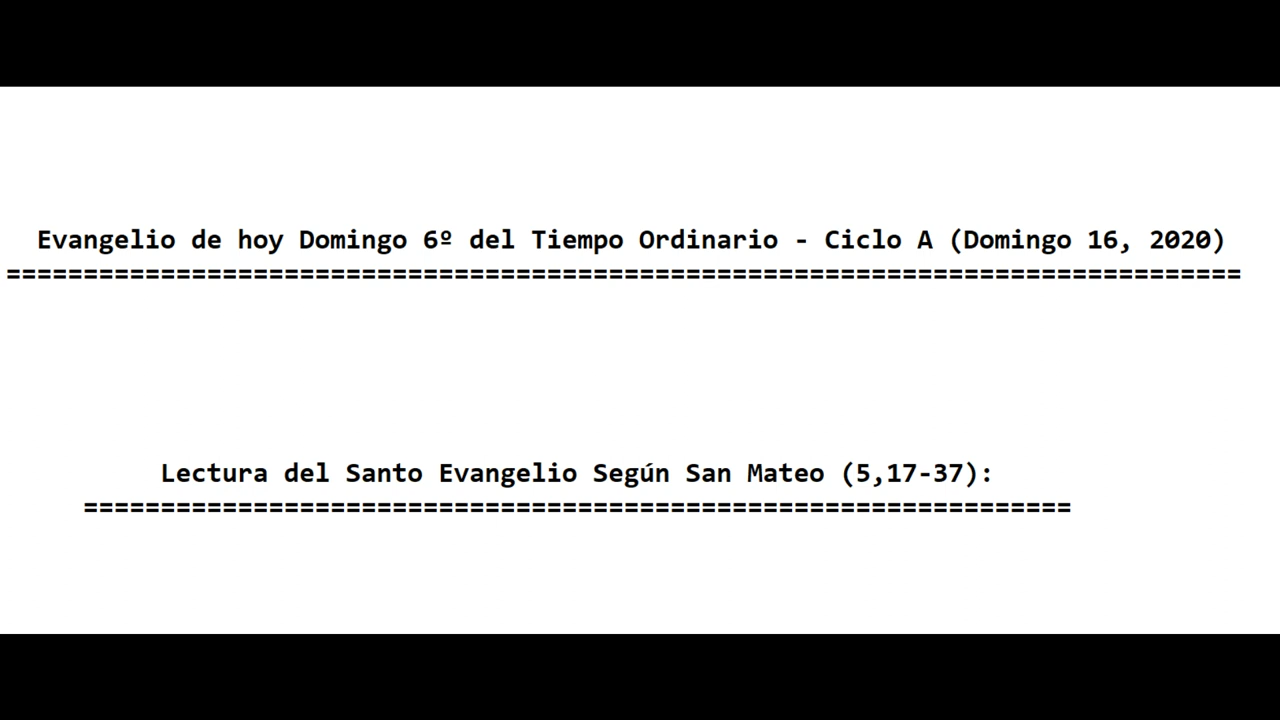 Evangelio de hoy Domingo 6º del Tiempo Ordinario - Ciclo A (Domingo 16, 2020)
================================================================================
Lectura del Santo Evangelio Según San Mateo (5,17-37):
================================================================